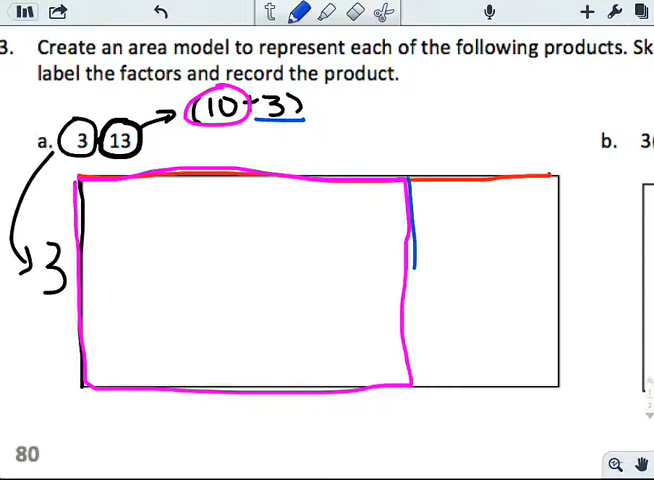 3. Create an area model to represent each of the following products. Sk
label the factors and record the product.
(10+3)
a. 3 · 13
b. 3(
3
80